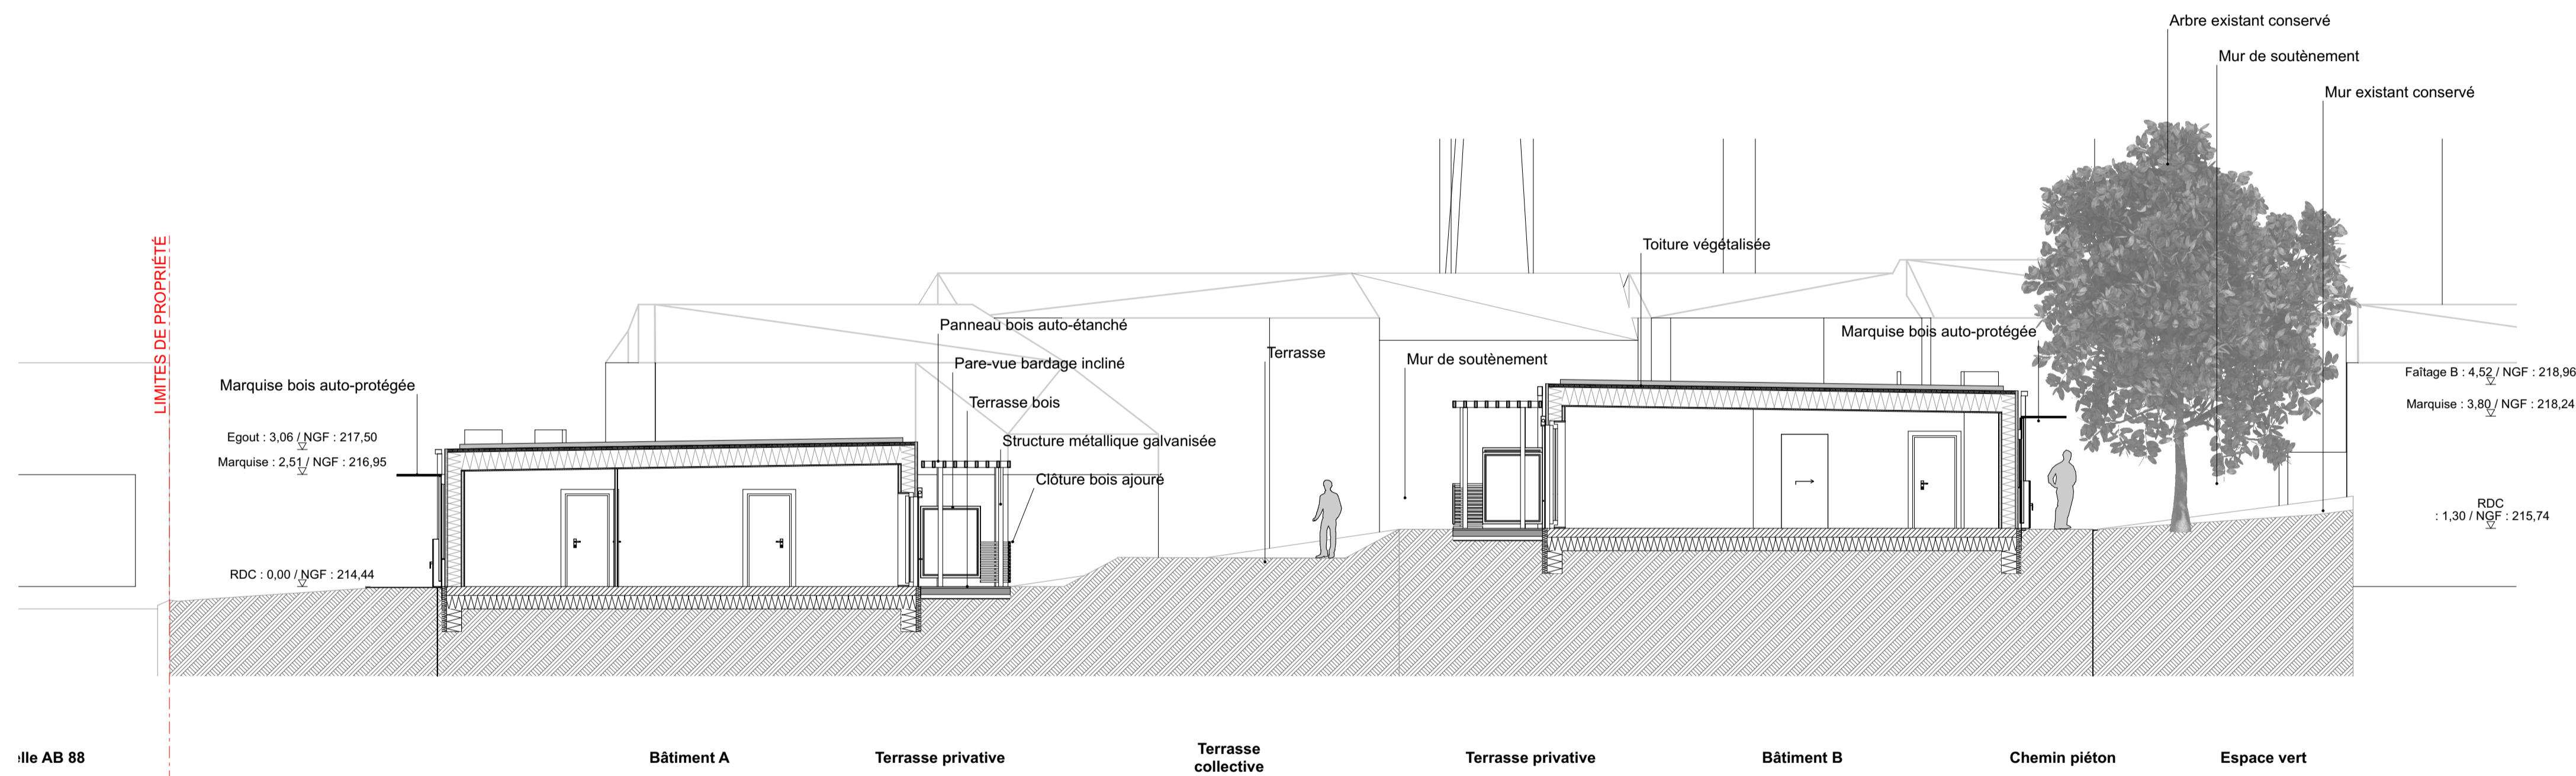 Arbre existant conservé
Mur de soutènement
Mur existant conservé
LIMITES DE PROPRIÉTÉ
Toiture végétalisée
Panneau bois auto-étanché
Marquise bois auto-protégée
Terrasse
Mur de soutènement
Pare-vue bardage incliné
Faîtage B : 4,52 / NGF : 218,96
Marquise bois auto-protégée
Terrasse bois
Marquise : 3,80 / NGF : 218,24
Egout : 3,06 / NGF : 217,50
Structure métallique galvanisée
Marquise : 2,51 / NGF : 216,95
Clôture bois ajouré
RDC
: 1,30 / NGF : 215,74
RDC : 0,00 / NGF : 214,44
elle AB 88
Bâtiment A
Terrasse privative
Terrasse
collective
Terrasse privative
Bâtiment B
Chemin piéton
Espace vert